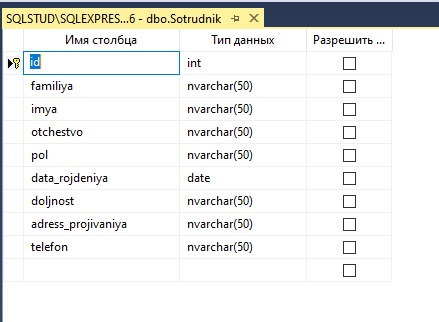 SQLSTUD\SQLEXPRES...6 - dbo.Sotrudnik
Имя столбца Тип данных Разрешить ...
id int
familiya nvarchar(50)
imya nvarchar(50)
otchestvo nvarchar(50)
pol nvarchar(50)
data_rojdeniya date
doljnost nvarchar(50)
adress_projivaniya nvarchar(50)
telefon nvarchar(50)